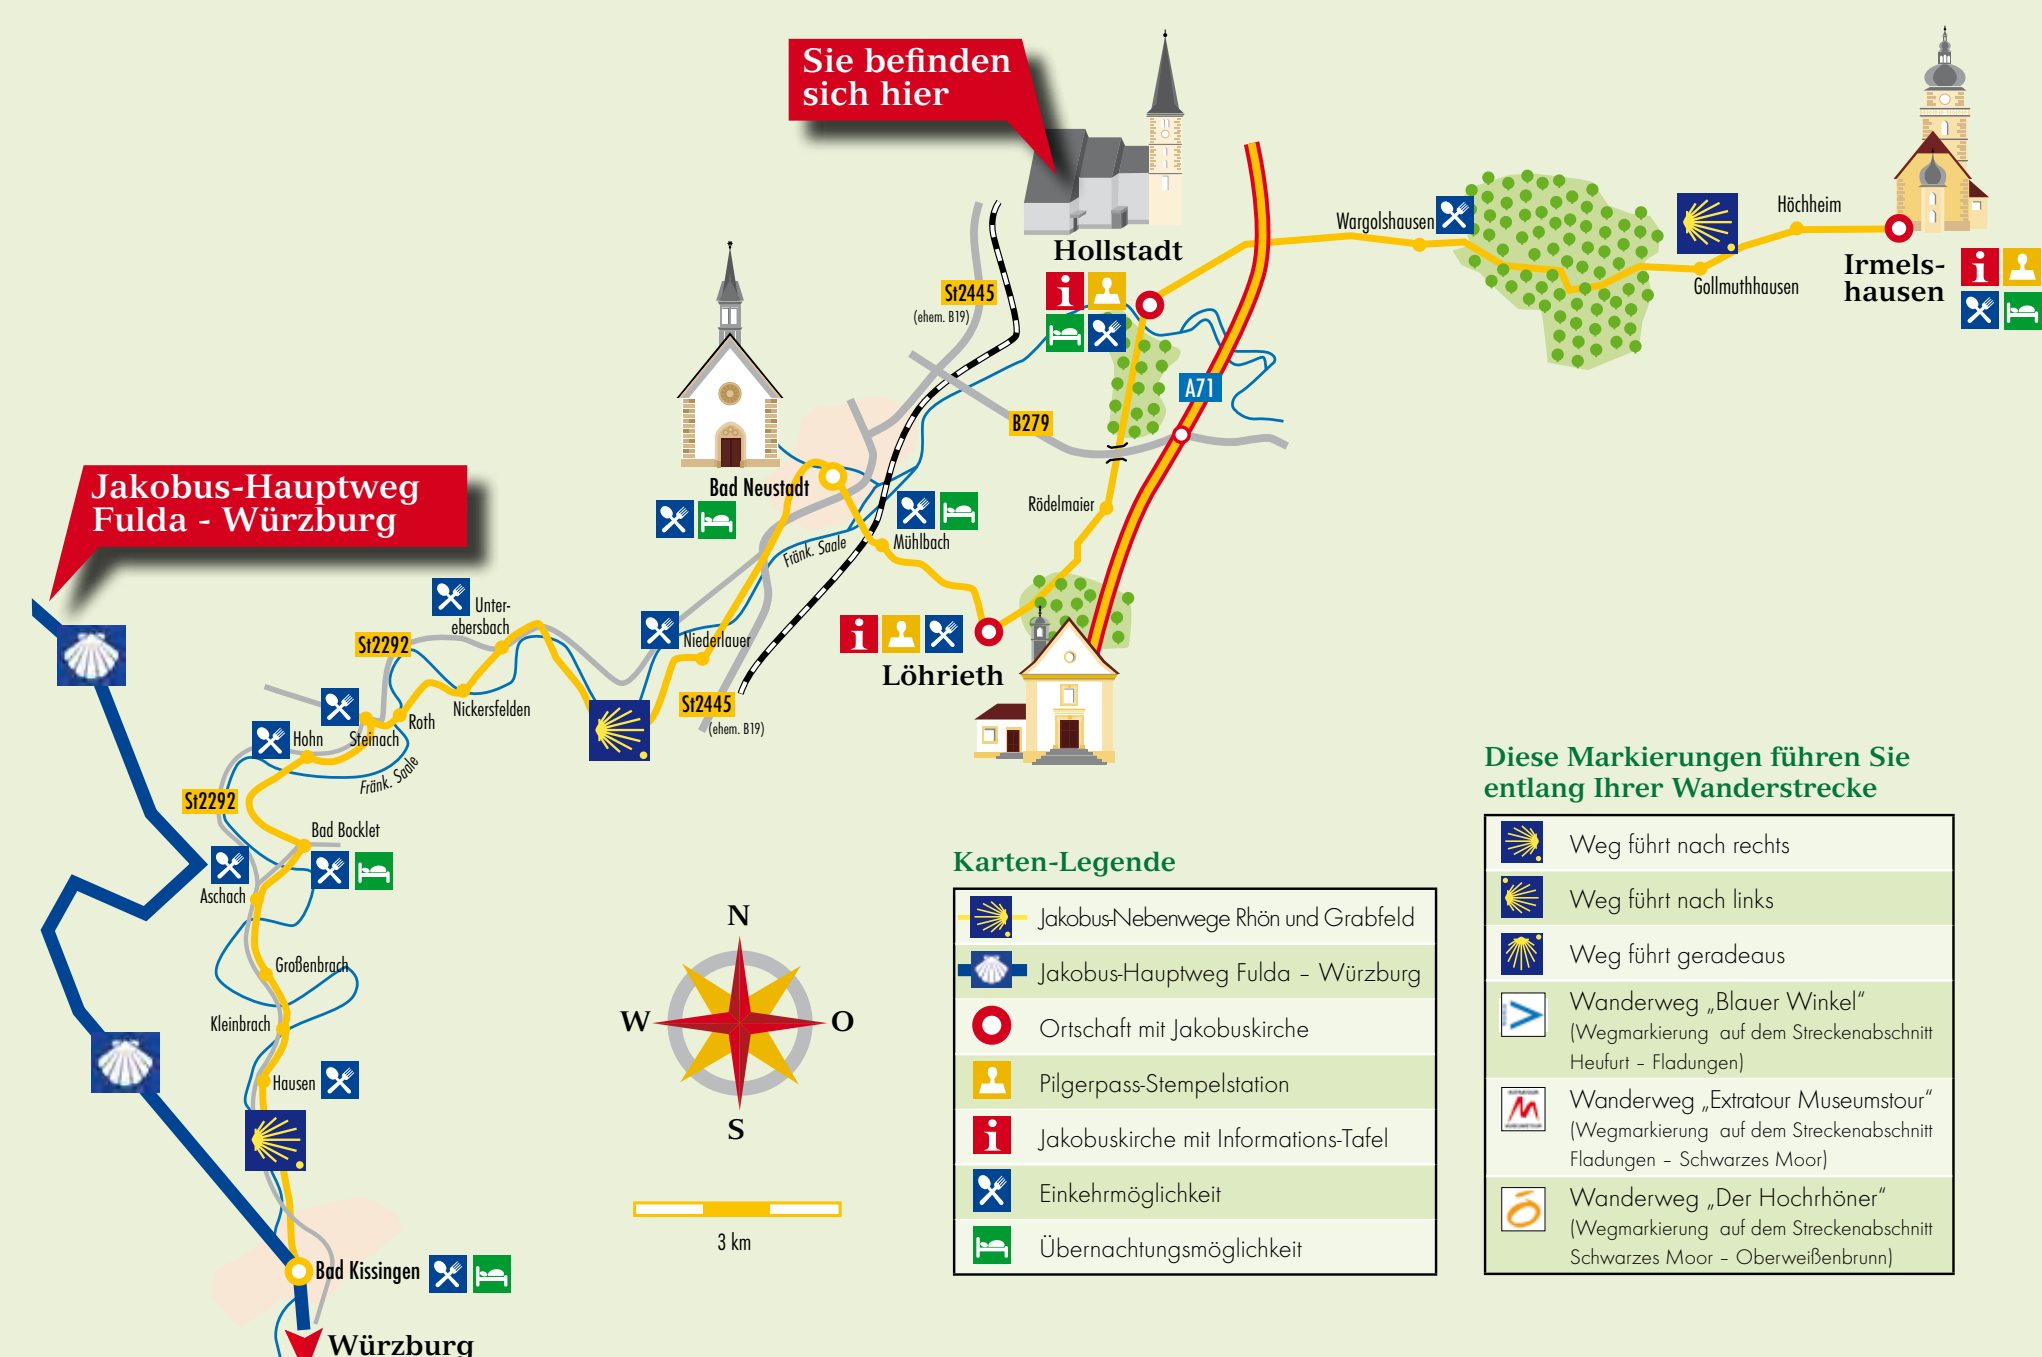 Sie befinden
sich hier
Hollstadt
Wargolshausen
Höchheim
Gollmuthhausen
Irmels-
hausen
St2445
(ehem. B19)
A71
B279
Jakobus-Hauptweg
Fulda - Würzburg
Bad Neustadt
Rödelmaier
Mühlbach
Fränk. Saale
Unter-
ebersbach
Niederlauer
St2292
Löhrieth
St2445
(ehem. B19)
Nickersfelden
Roth
Steinach
Hohn
Fränk. Saale
St2292
Bad Bocklet
Aschach
Großenbrach
Kleinbrach
Hausen
Bad Kissingen
Würzburg
N
W
O
S
3 km
Karten-Legende
Jakobus-Nebenwege Rhön und Grabfeld
Jakobus-Hauptweg Fulda – Würzburg
Ortschaft mit Jakobuskirche
Pilgerpass-Stempelstation
Jakobuskirche mit Informations-Tafel
Einkehrmöglichkeit
Übernachtungsmöglichkeit
Diese Markierungen führen Sie
entlang Ihrer Wanderstrecke
Weg führt nach rechts
Weg führt nach links
Weg führt geradeaus
Wanderweg „Blauer Winkel“
(Wegmarkierung auf dem Streckenabschnitt
Heufurt – Fladungen)
Wanderweg „Extratour Museumstour“
(Wegmarkierung auf dem Streckenabschnitt
Fladungen – Schwarzes Moor)
Wanderweg „Der Hochrhöner“
(Wegmarkierung auf dem Streckenabschnitt
Schwarzes Moor – Oberweißenbrunn)